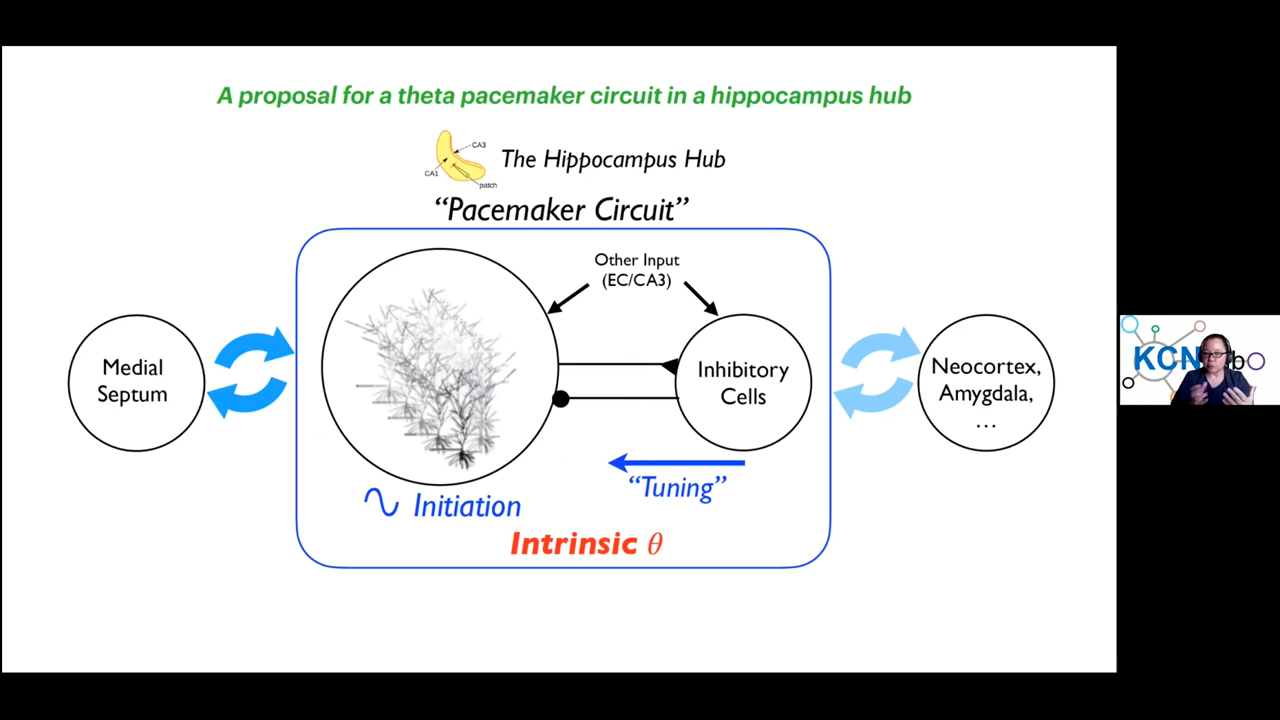 A proposal for a theta pacemaker circuit in a hippocampus hub
CA3
CA1
patch
The Hippocampus Hub
“Pacemaker Circuit”
Other Input
(EC/CA3)
Medial
Septum
Inhibitory
Cells
Neocortex,
Amygdala,
...
“Tuning”
Initiation
Intrinsic θ
KCN